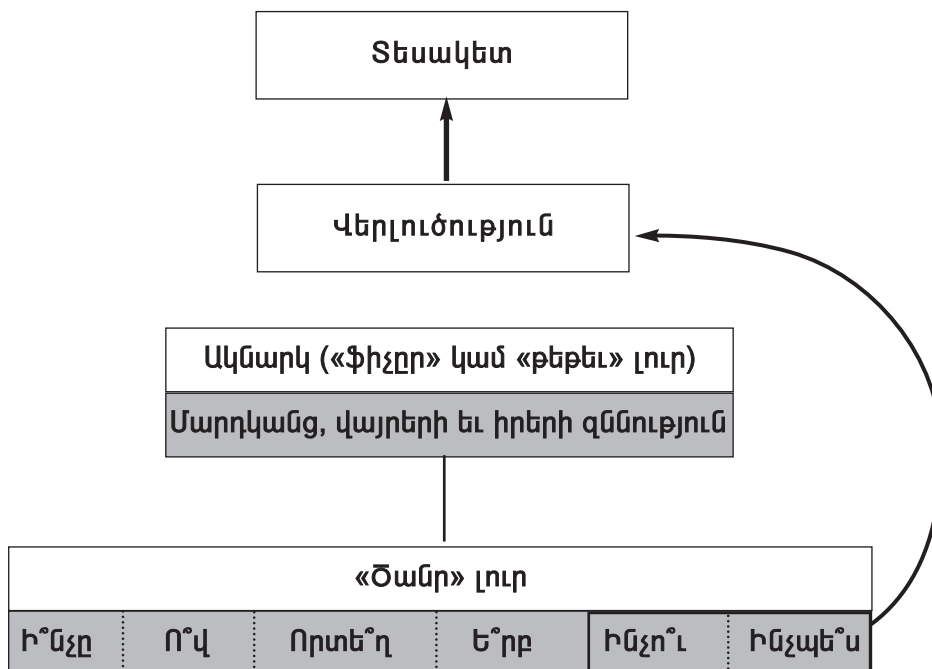 Տեսակետ
Վերլուծություն
Ակնարկ («ֆիչըր» կամ «թեթեւ» լուր)
Մարդկանց, վայրերի եւ իրերի զննություն
«Ծանր» լուր
Ի՞նչը Ո՞վ Որտե՞ղ Ե՞րբ Ինչո՞ւ Ինչպե՞ս